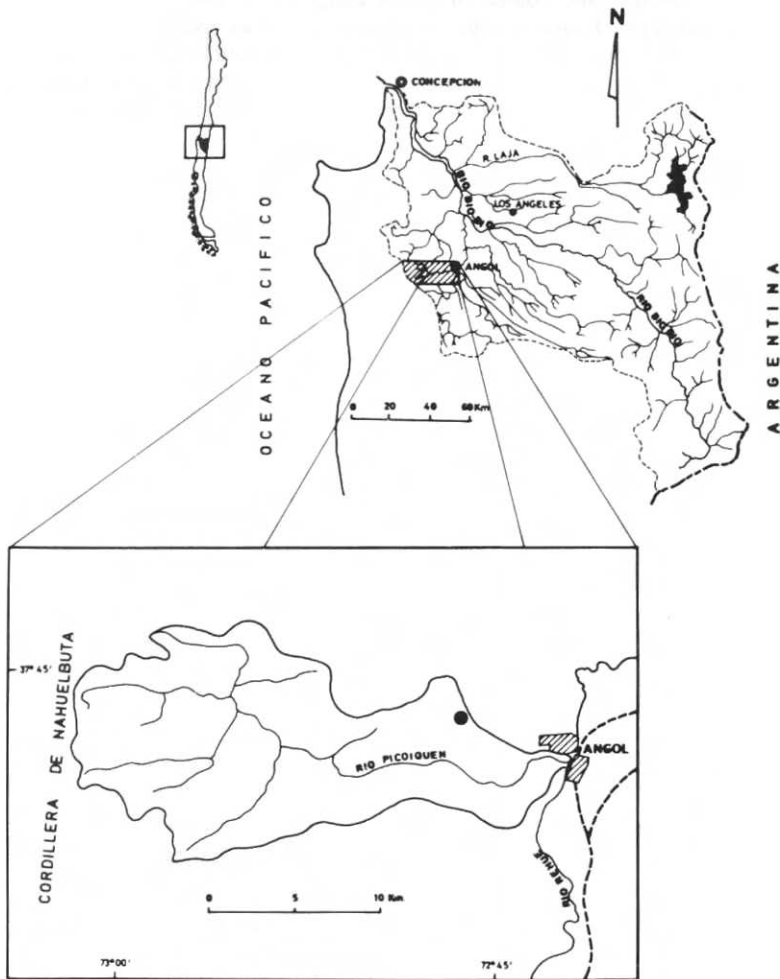 N
CONCEPCION
R. LAJA
RIO BIO BIO
LOS ANGELES
ANGOL
RIO BIO BIO
OCEANO PACIFICO
ARGENTINA
0 20 40 60 Km
37° 45'
CORDILLERA DE NAHUELBUTA
RIO PICOIQUEN
ANGOL
RIO REHUE
0 5 10 Km
73° 00'
72° 45'